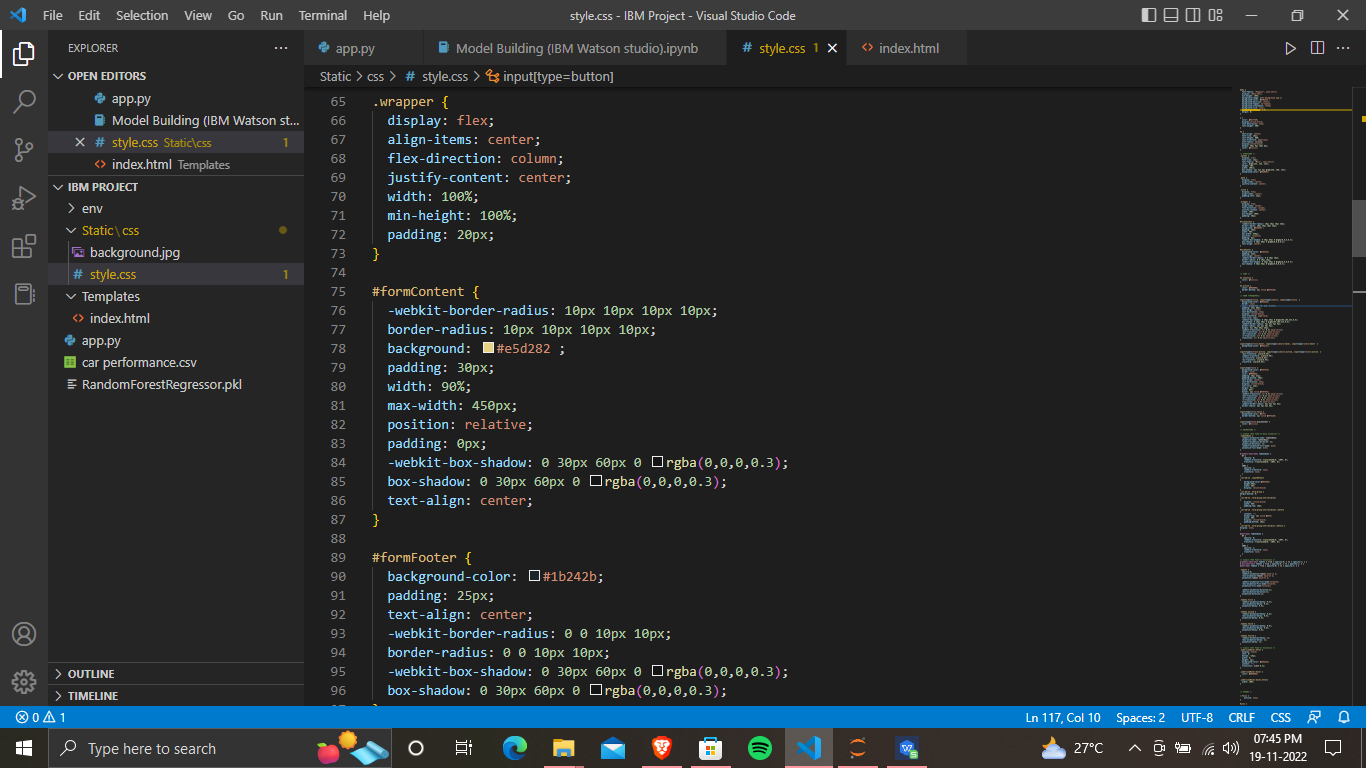 File Edit Selection View Go Run Terminal Help style.css - IBM Project - Visual Studio Code
EXPLORER
OPEN EDITORS
app.py
Model Building (IBM Watson st...
style.css Static\css 1
index.html Templates
IBM PROJECT
env
Static\css
background.jpg
style.css 1
Templates
index.html
app.py
car performance.csv
RandomForestRegressor.pkl
OUTLINE
TIMELINE
app.py Model Building (IBM Watson studio).ipynb # style.css 1 <> index.html
Static > css > # style.css > input[type=button]
65 .wrapper {
66 display: flex;
67 align-items: center;
68 flex-direction: column;
69 justify-content: center;
70 width: 100%;
71 min-height: 100%;
72 padding: 20px;
73 }
74
75 #formContent {
76 -webkit-border-radius: 10px 10px 10px 10px;
77 border-radius: 10px 10px 10px 10px;
78 background: #e5d282 ;
79 padding: 30px;
80 width: 90%;
81 max-width: 450px;
82 position: relative;
83 padding: 0px;
84 -webkit-box-shadow: 0 30px 60px 0 rgba(0,0,0,0.3);
85 box-shadow: 0 30px 60px 0 rgba(0,0,0,0.3);
86 text-align: center;
87 }
88
89 #formFooter {
90 background-color: #1b242b;
91 padding: 25px;
92 text-align: center;
93 -webkit-border-radius: 0 0 10px 10px;
94 border-radius: 0 0 10px 10px;
95 -webkit-box-shadow: 0 30px 60px 0 rgba(0,0,0,0.3);
96 box-shadow: 0 30px 60px 0 rgba(0,0,0,0.3);
0 1 Ln 117, Col 10 Spaces: 2 UTF-8 CRLF CSS
Type here to search 27°C 07:45 PM
19-11-2022